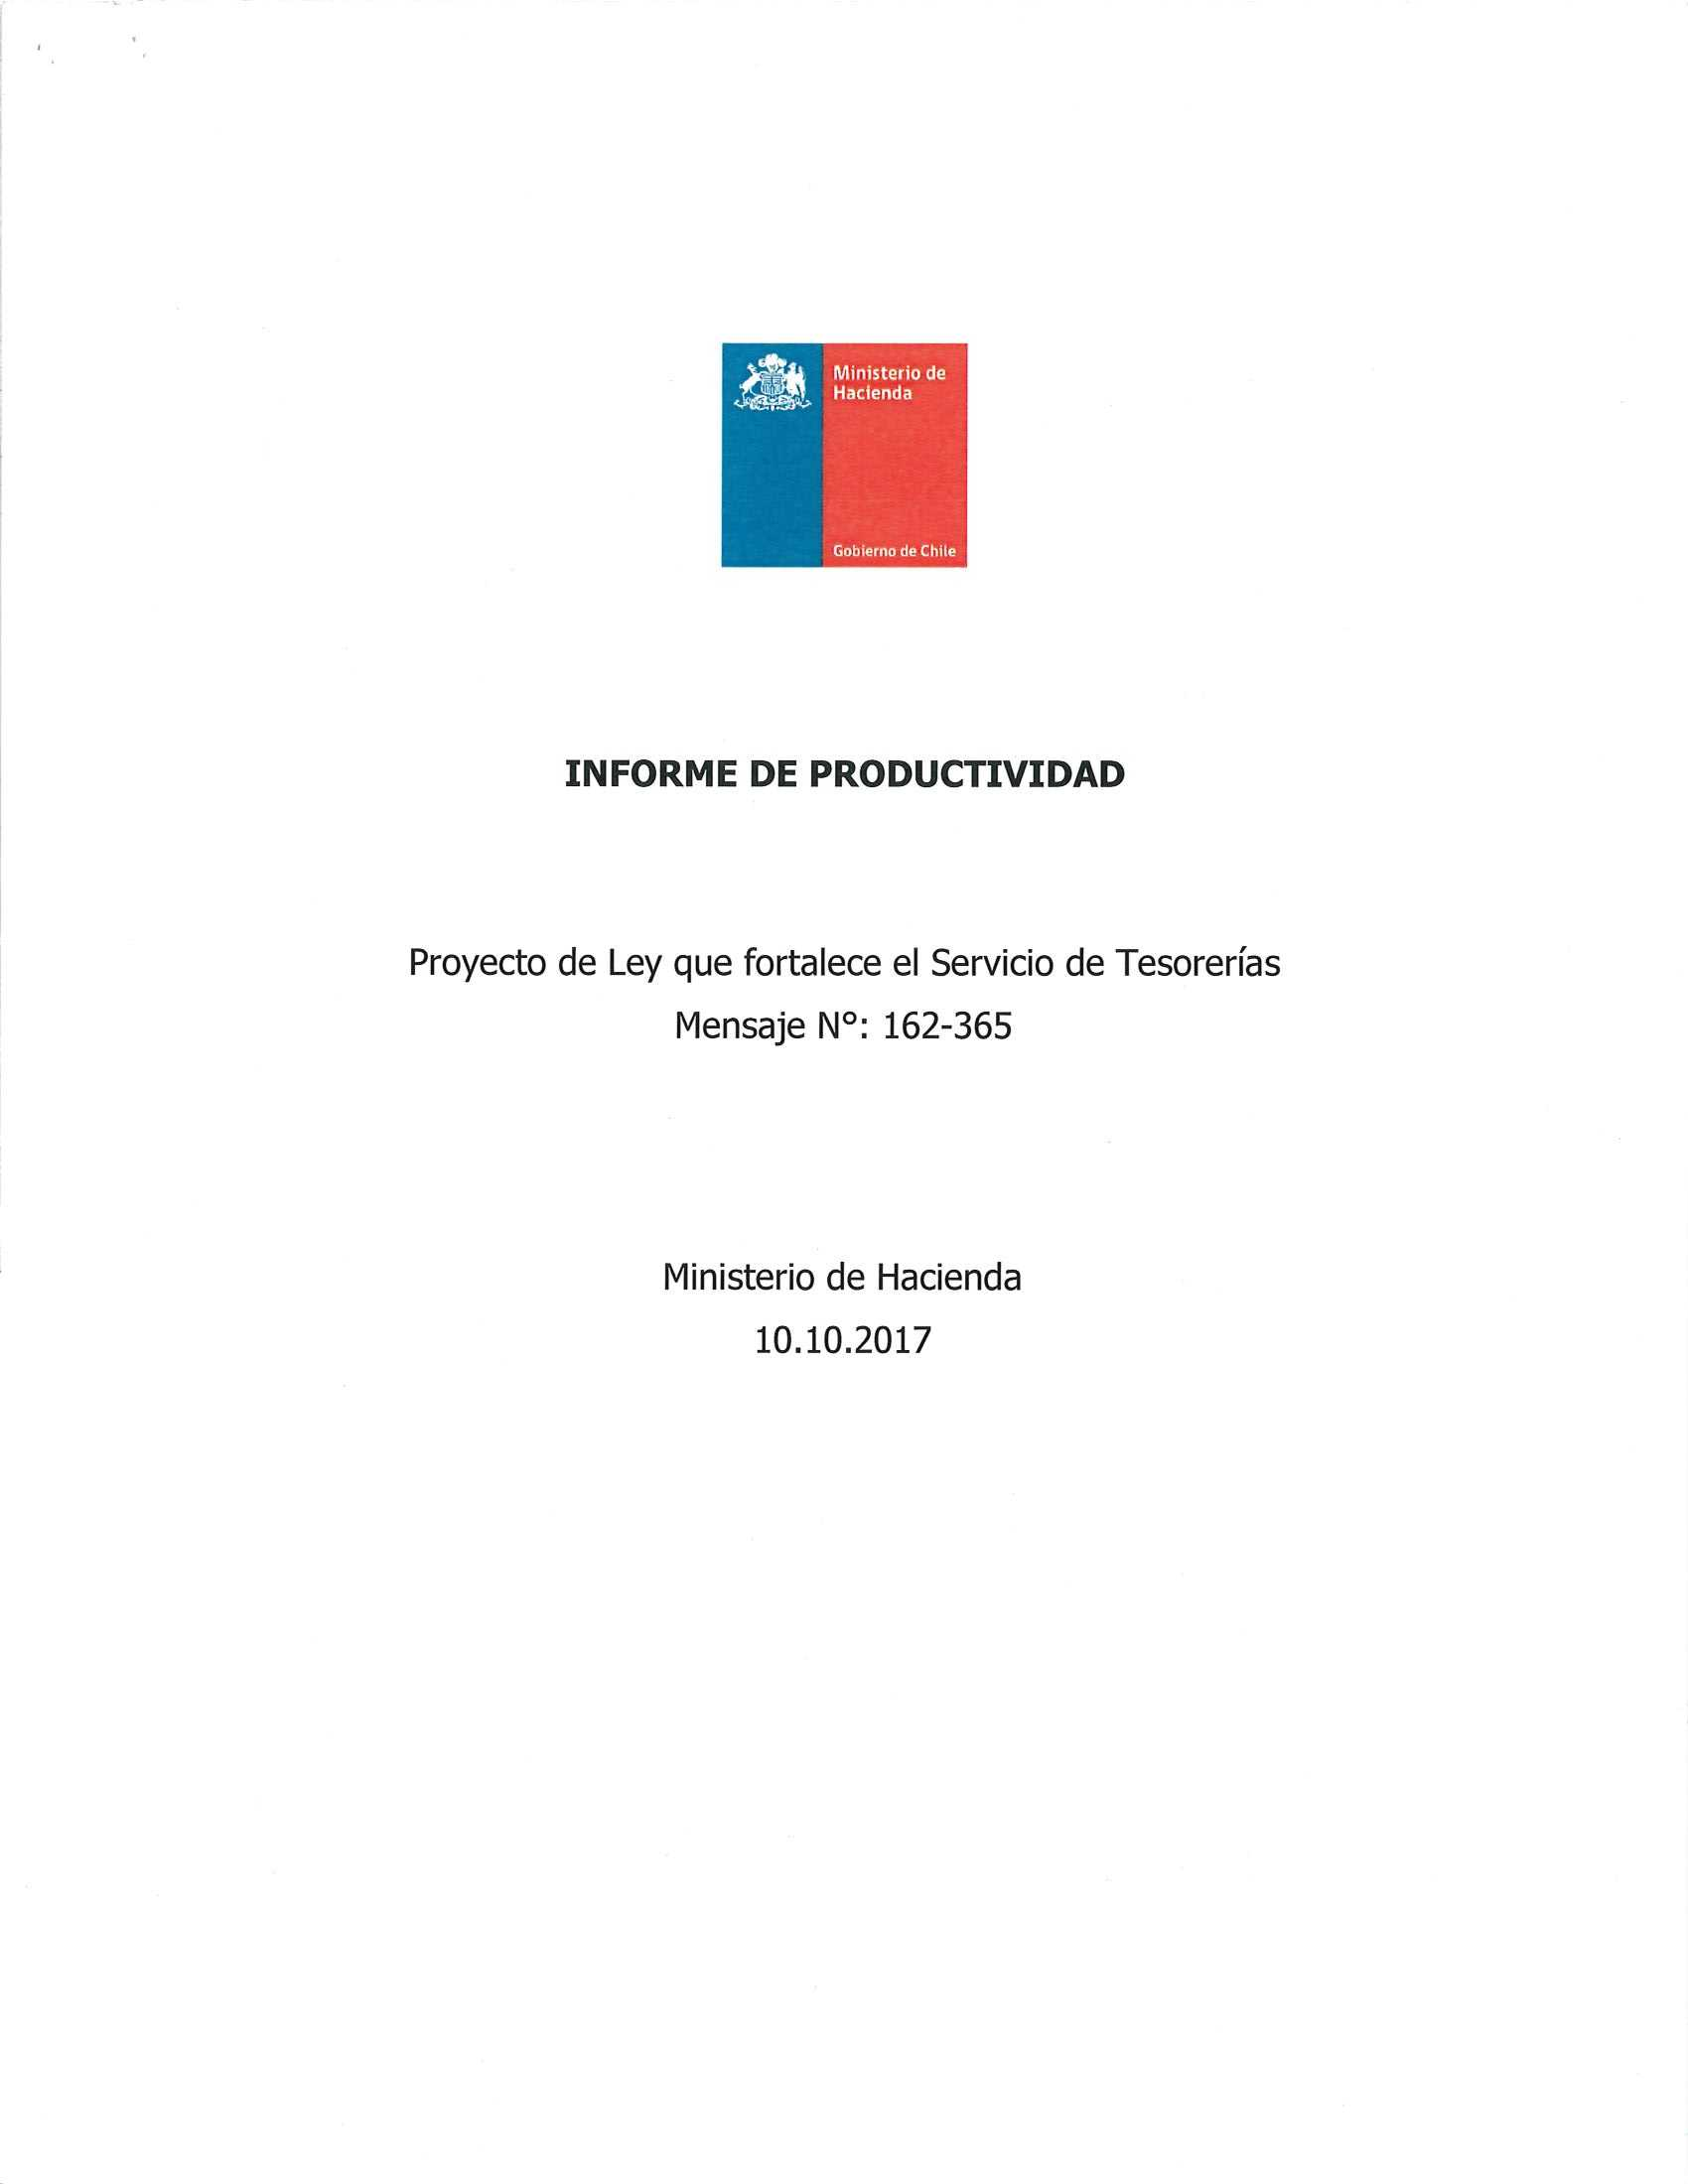 Ministerio de
Hacienda
Gobierno de Chile
INFORME DE PRODUCTIVIDAD
Proyecto de Ley que fortalece el Servicio de Tesorerías
Mensaje N°: 162-365
Ministerio de Hacienda
10.10.2017